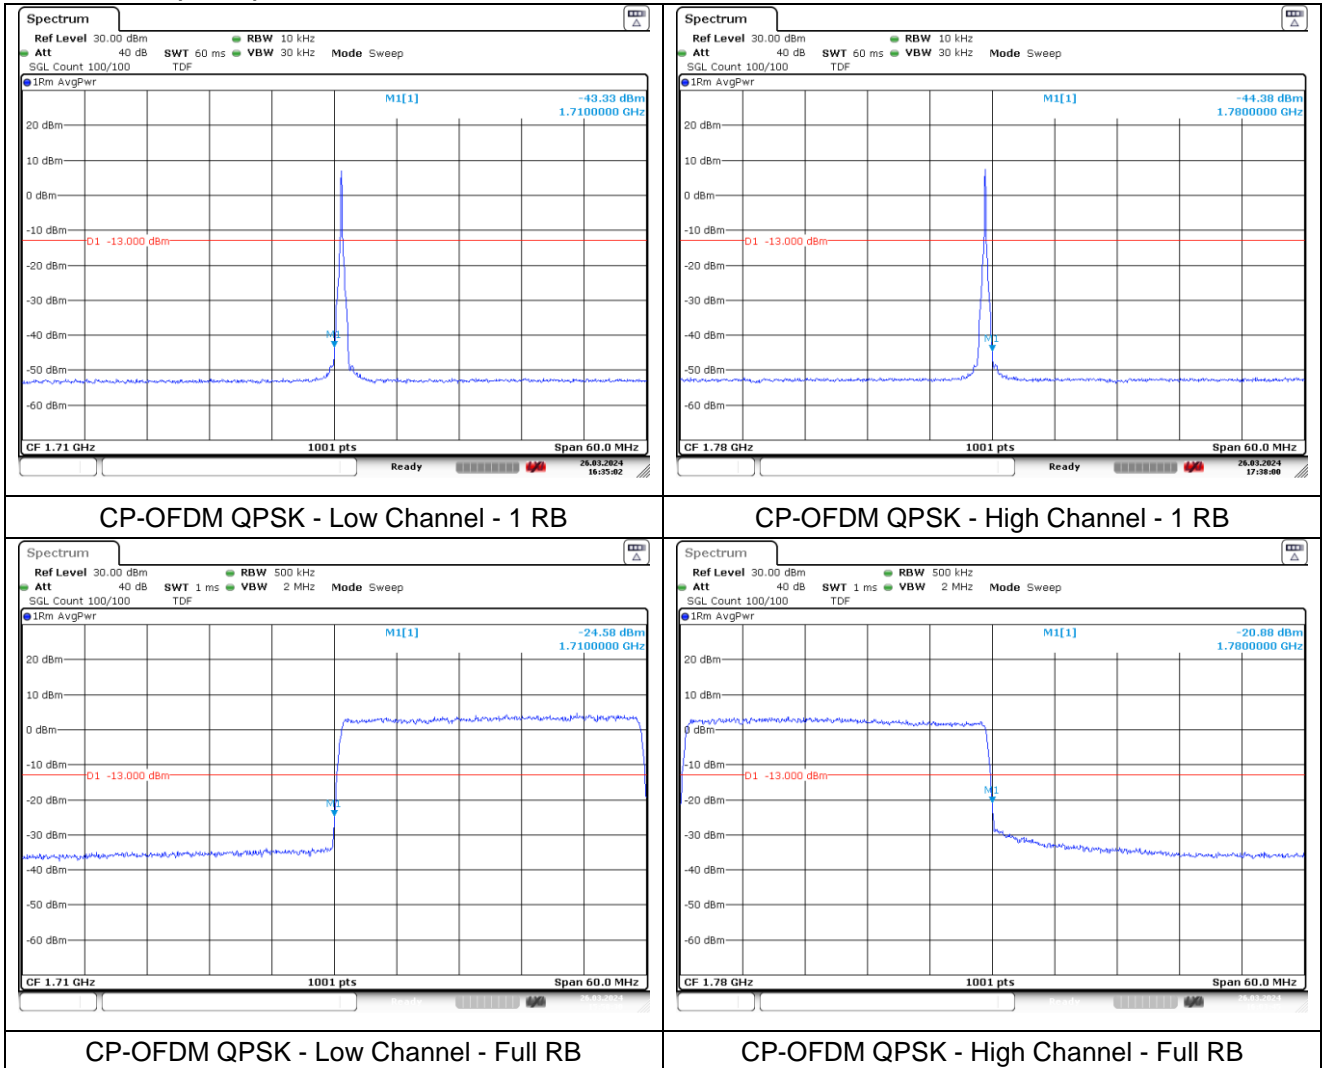 Spectrum
Ref Level 30.00 dBm RBW 10 kHz
Att 40 dB SWT 60 ms VBW 30 kHz Mode Sweep
SGL Count 100/100 TDF
1Rm AvgPwr
M1[1] -43.33 dBm
1.7100000 GHz
20 dBm
10 dBm
0 dBm
-10 dBm
D1 -13.000 dBm
-20 dBm
-30 dBm
-40 dBm
M1
-50 dBm
-60 dBm
CF 1.71 GHz 1001 pts Span 60.0 MHz
Ready 26.03.2024
16:35:02
CP-OFDM QPSK - Low Channel - 1 RB
Spectrum
Ref Level 30.00 dBm RBW 10 kHz
Att 40 dB SWT 60 ms VBW 30 kHz Mode Sweep
SGL Count 100/100 TDF
1Rm AvgPwr
M1[1] -44.38 dBm
1.7800000 GHz
20 dBm
10 dBm
0 dBm
-10 dBm
D1 -13.000 dBm
-20 dBm
-30 dBm
-40 dBm
M1
-50 dBm
-60 dBm
CF 1.78 GHz 1001 pts Span 60.0 MHz
Ready 26.03.2024
17:38:00
CP-OFDM QPSK - High Channel - 1 RB
Spectrum
Ref Level 30.00 dBm RBW 500 kHz
Att 40 dB SWT 1 ms VBW 2 MHz Mode Sweep
SGL Count 100/100 TDF
1Rm AvgPwr
M1[1] -24.58 dBm
1.7100000 GHz
20 dBm
10 dBm
0 dBm
-10 dBm
D1 -13.000 dBm
-20 dBm
M1
-30 dBm
-40 dBm
-50 dBm
-60 dBm
CF 1.71 GHz 1001 pts Span 60.0 MHz
Ready 26.03.2024
CP-OFDM QPSK - Low Channel - Full RB
Spectrum
Ref Level 30.00 dBm RBW 500 kHz
Att 40 dB SWT 1 ms VBW 2 MHz Mode Sweep
SGL Count 100/100 TDF
1Rm AvgPwr
M1[1] -20.88 dBm
1.7800000 GHz
20 dBm
10 dBm
0 dBm
-10 dBm
D1 -13.000 dBm
M1
-20 dBm
-30 dBm
-40 dBm
-50 dBm
-60 dBm
CF 1.78 GHz 1001 pts Span 60.0 MHz
Ready 26.03.2024
CP-OFDM QPSK - High Channel - Full RB